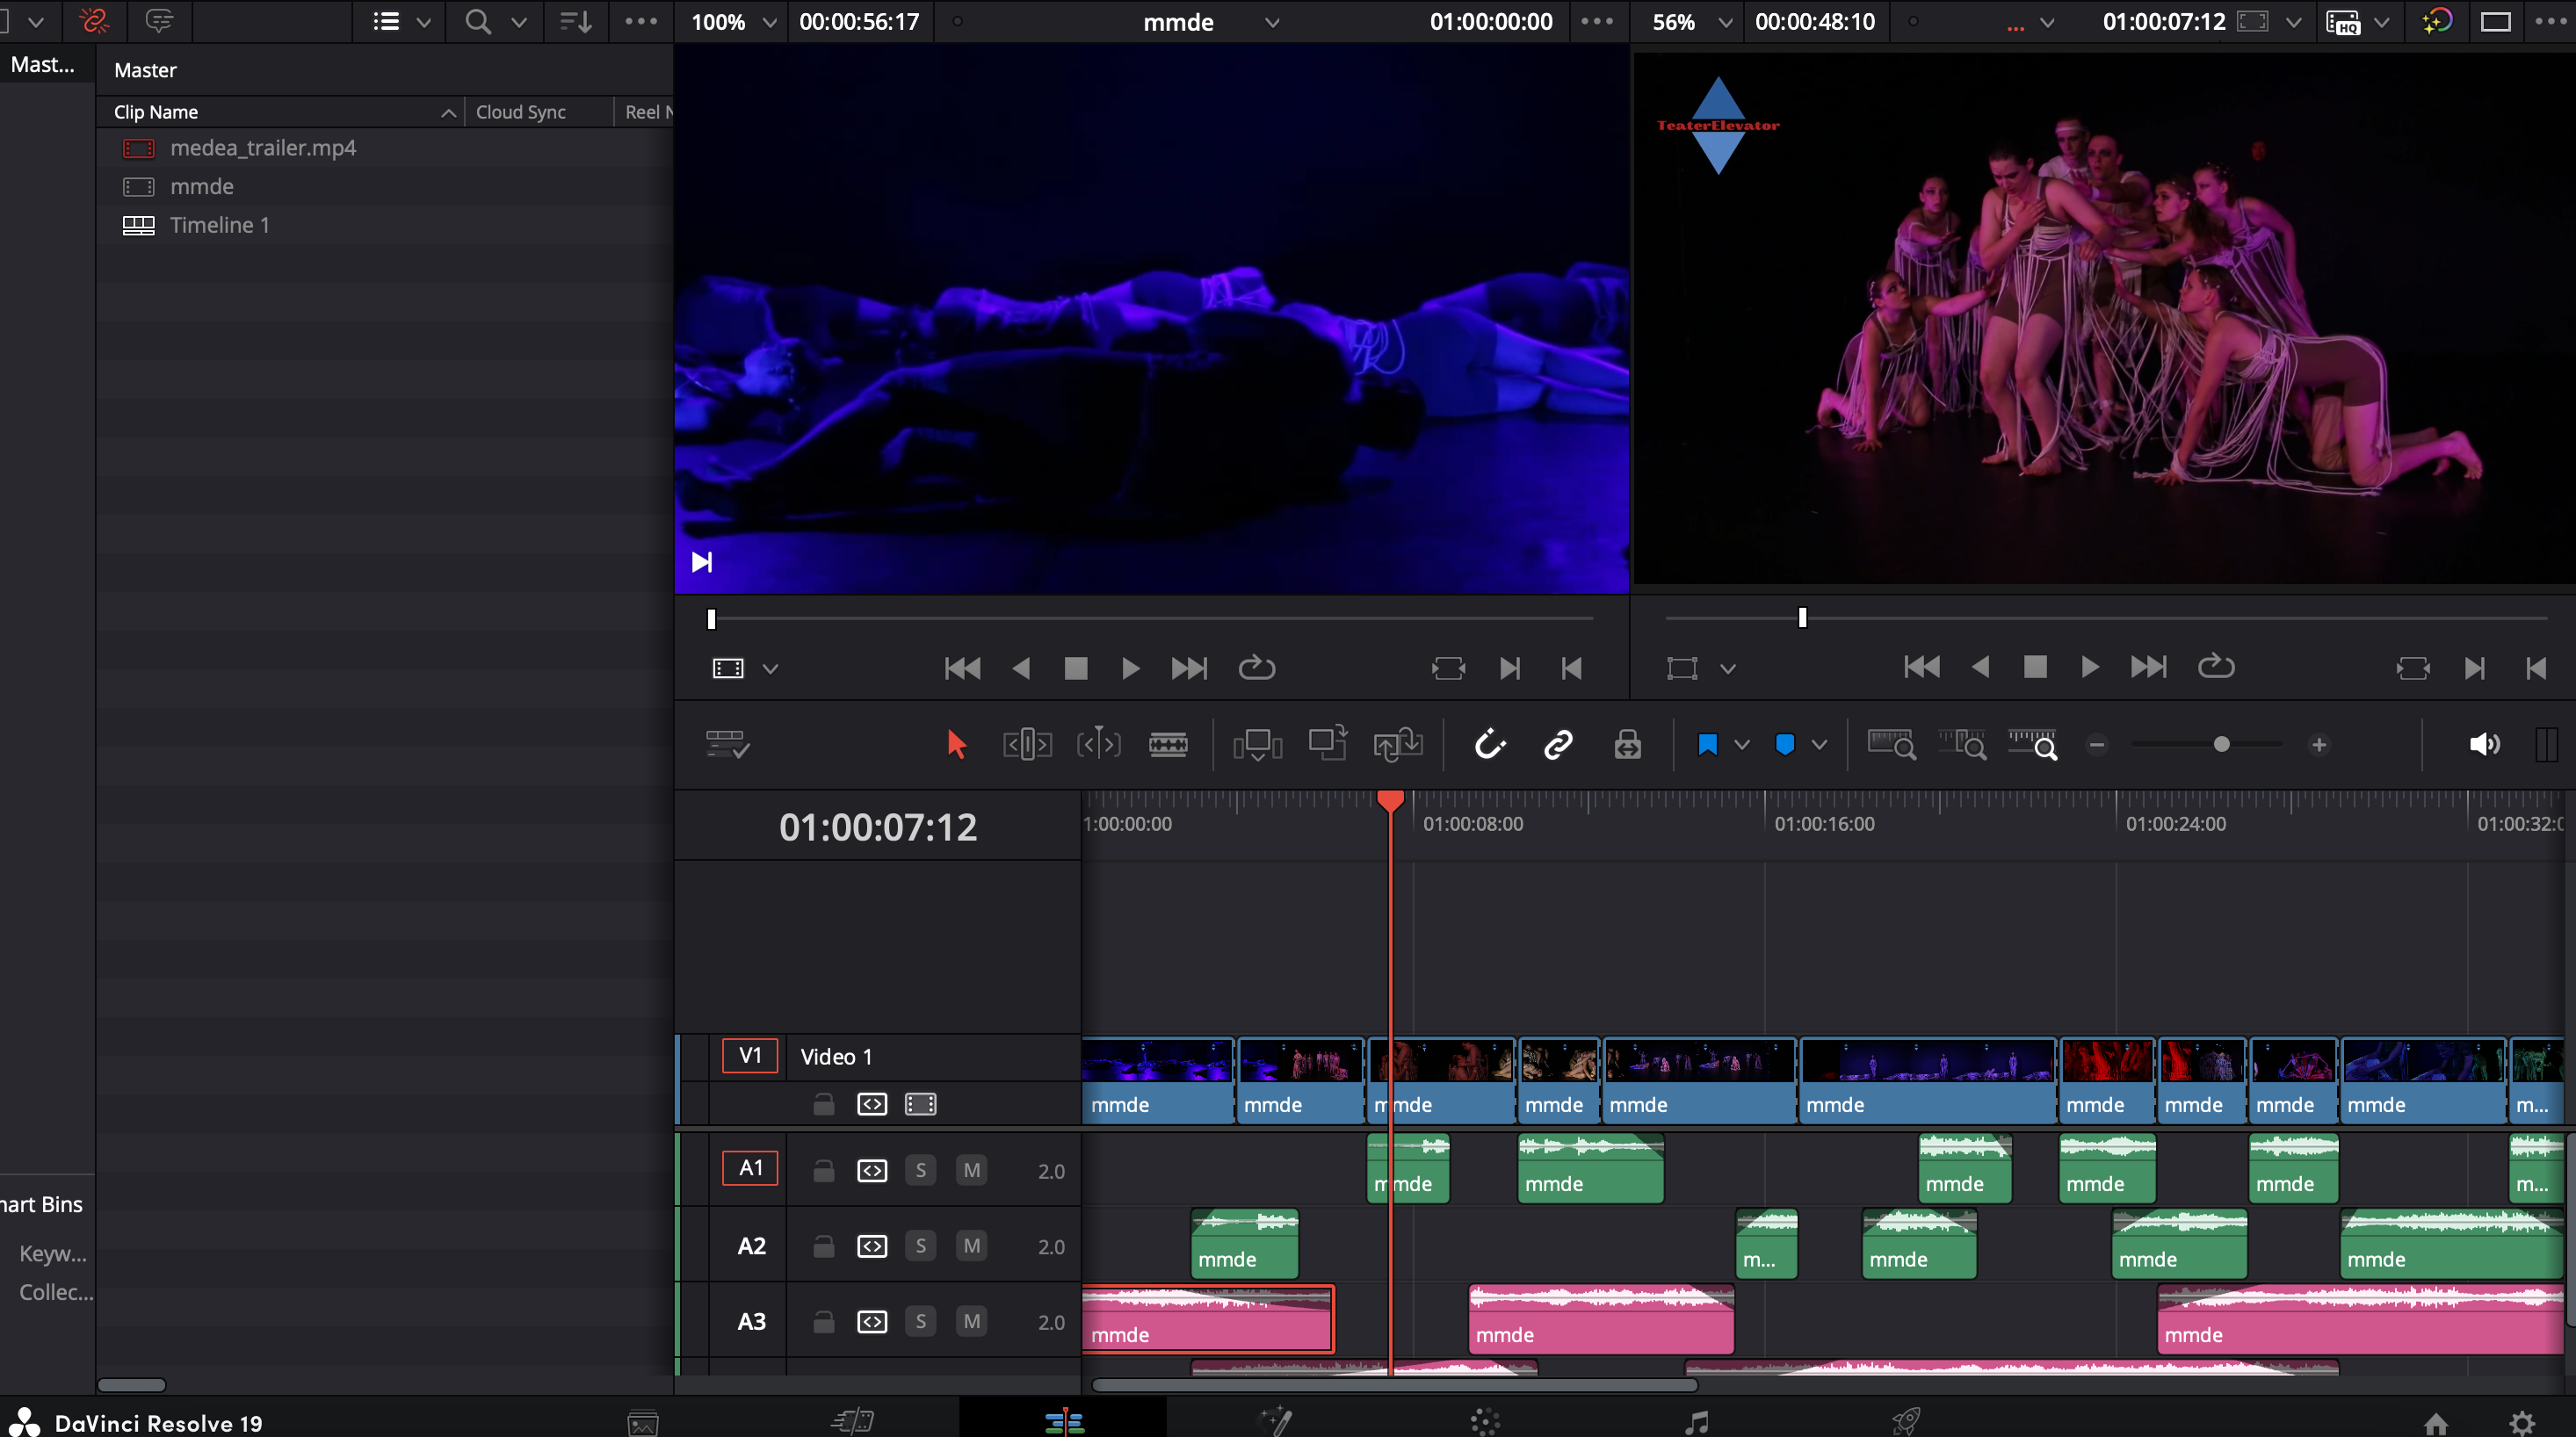 100% 00:00:56:17 mmde 01:00:00:00 56% 00:00:48:10 ... 01:00:07:12 HQ
Mast... Master
Clip Name Cloud Sync Reel N
medea_trailer.mp4
mmde
Timeline 1
TeaterElevator
01:00:07:12
1:00:00:00 01:00:08:00 01:00:16:00 01:00:24:00 01:00:32:0
V1 Video 1
mmde mmde mmde mmde mmde mmde mmde mmde mmde mmde m...
A1 S M 2.0
mmde mmde mmde mmde mmde m...
nart Bins
A2 S M 2.0
Keyw...
mmde m... mmde mmde mmde
Collec...
A3 S M 2.0
mmde mmde mmde
DaVinci Resolve 19